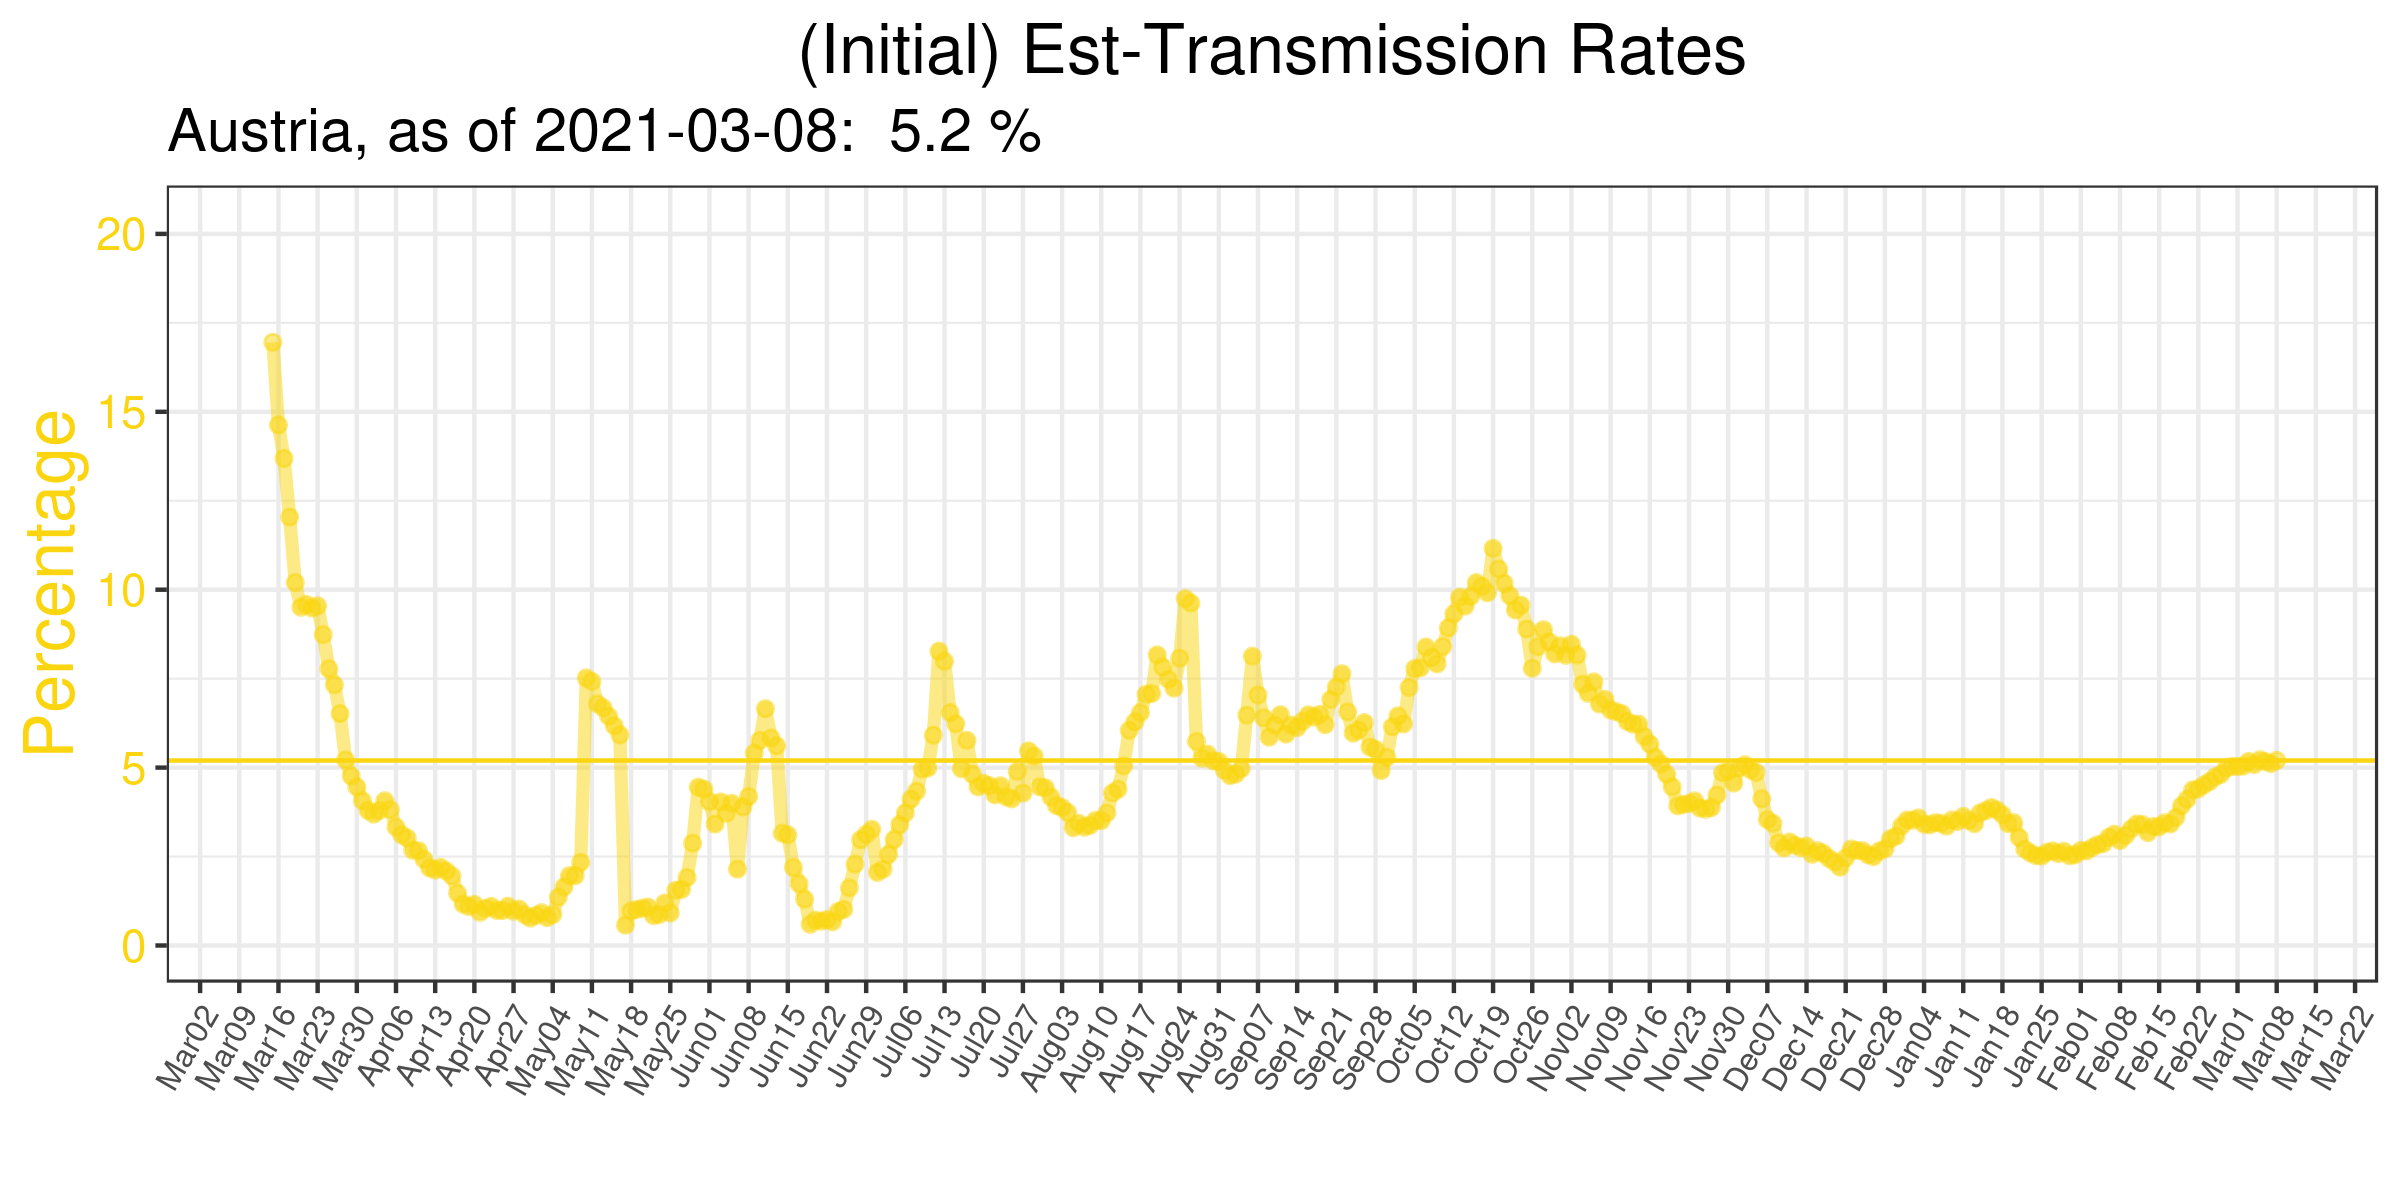 (Initial) Est-Transmission Rates
Austria, as of 2021-03-08:  5.2 %
Percentage
20
15
10
5
0
Mar02
Mar09
Mar16
Mar23
Mar30
Apr06
Apr13
Apr20
Apr27
May04
May11
May18
May25
Jun01
Jun08
Jun15
Jun22
Jun29
Jul06
Jul13
Jul20
Jul27
Aug03
Aug10
Aug17
Aug24
Aug31
Sep07
Sep14
Sep21
Sep28
Oct05
Oct12
Oct19
Oct26
Nov02
Nov09
Nov16
Nov23
Nov30
Dec07
Dec14
Dec21
Dec28
Jan04
Jan11
Jan18
Jan25
Feb01
Feb08
Feb15
Feb22
Mar01
Mar08
Mar15
Mar22